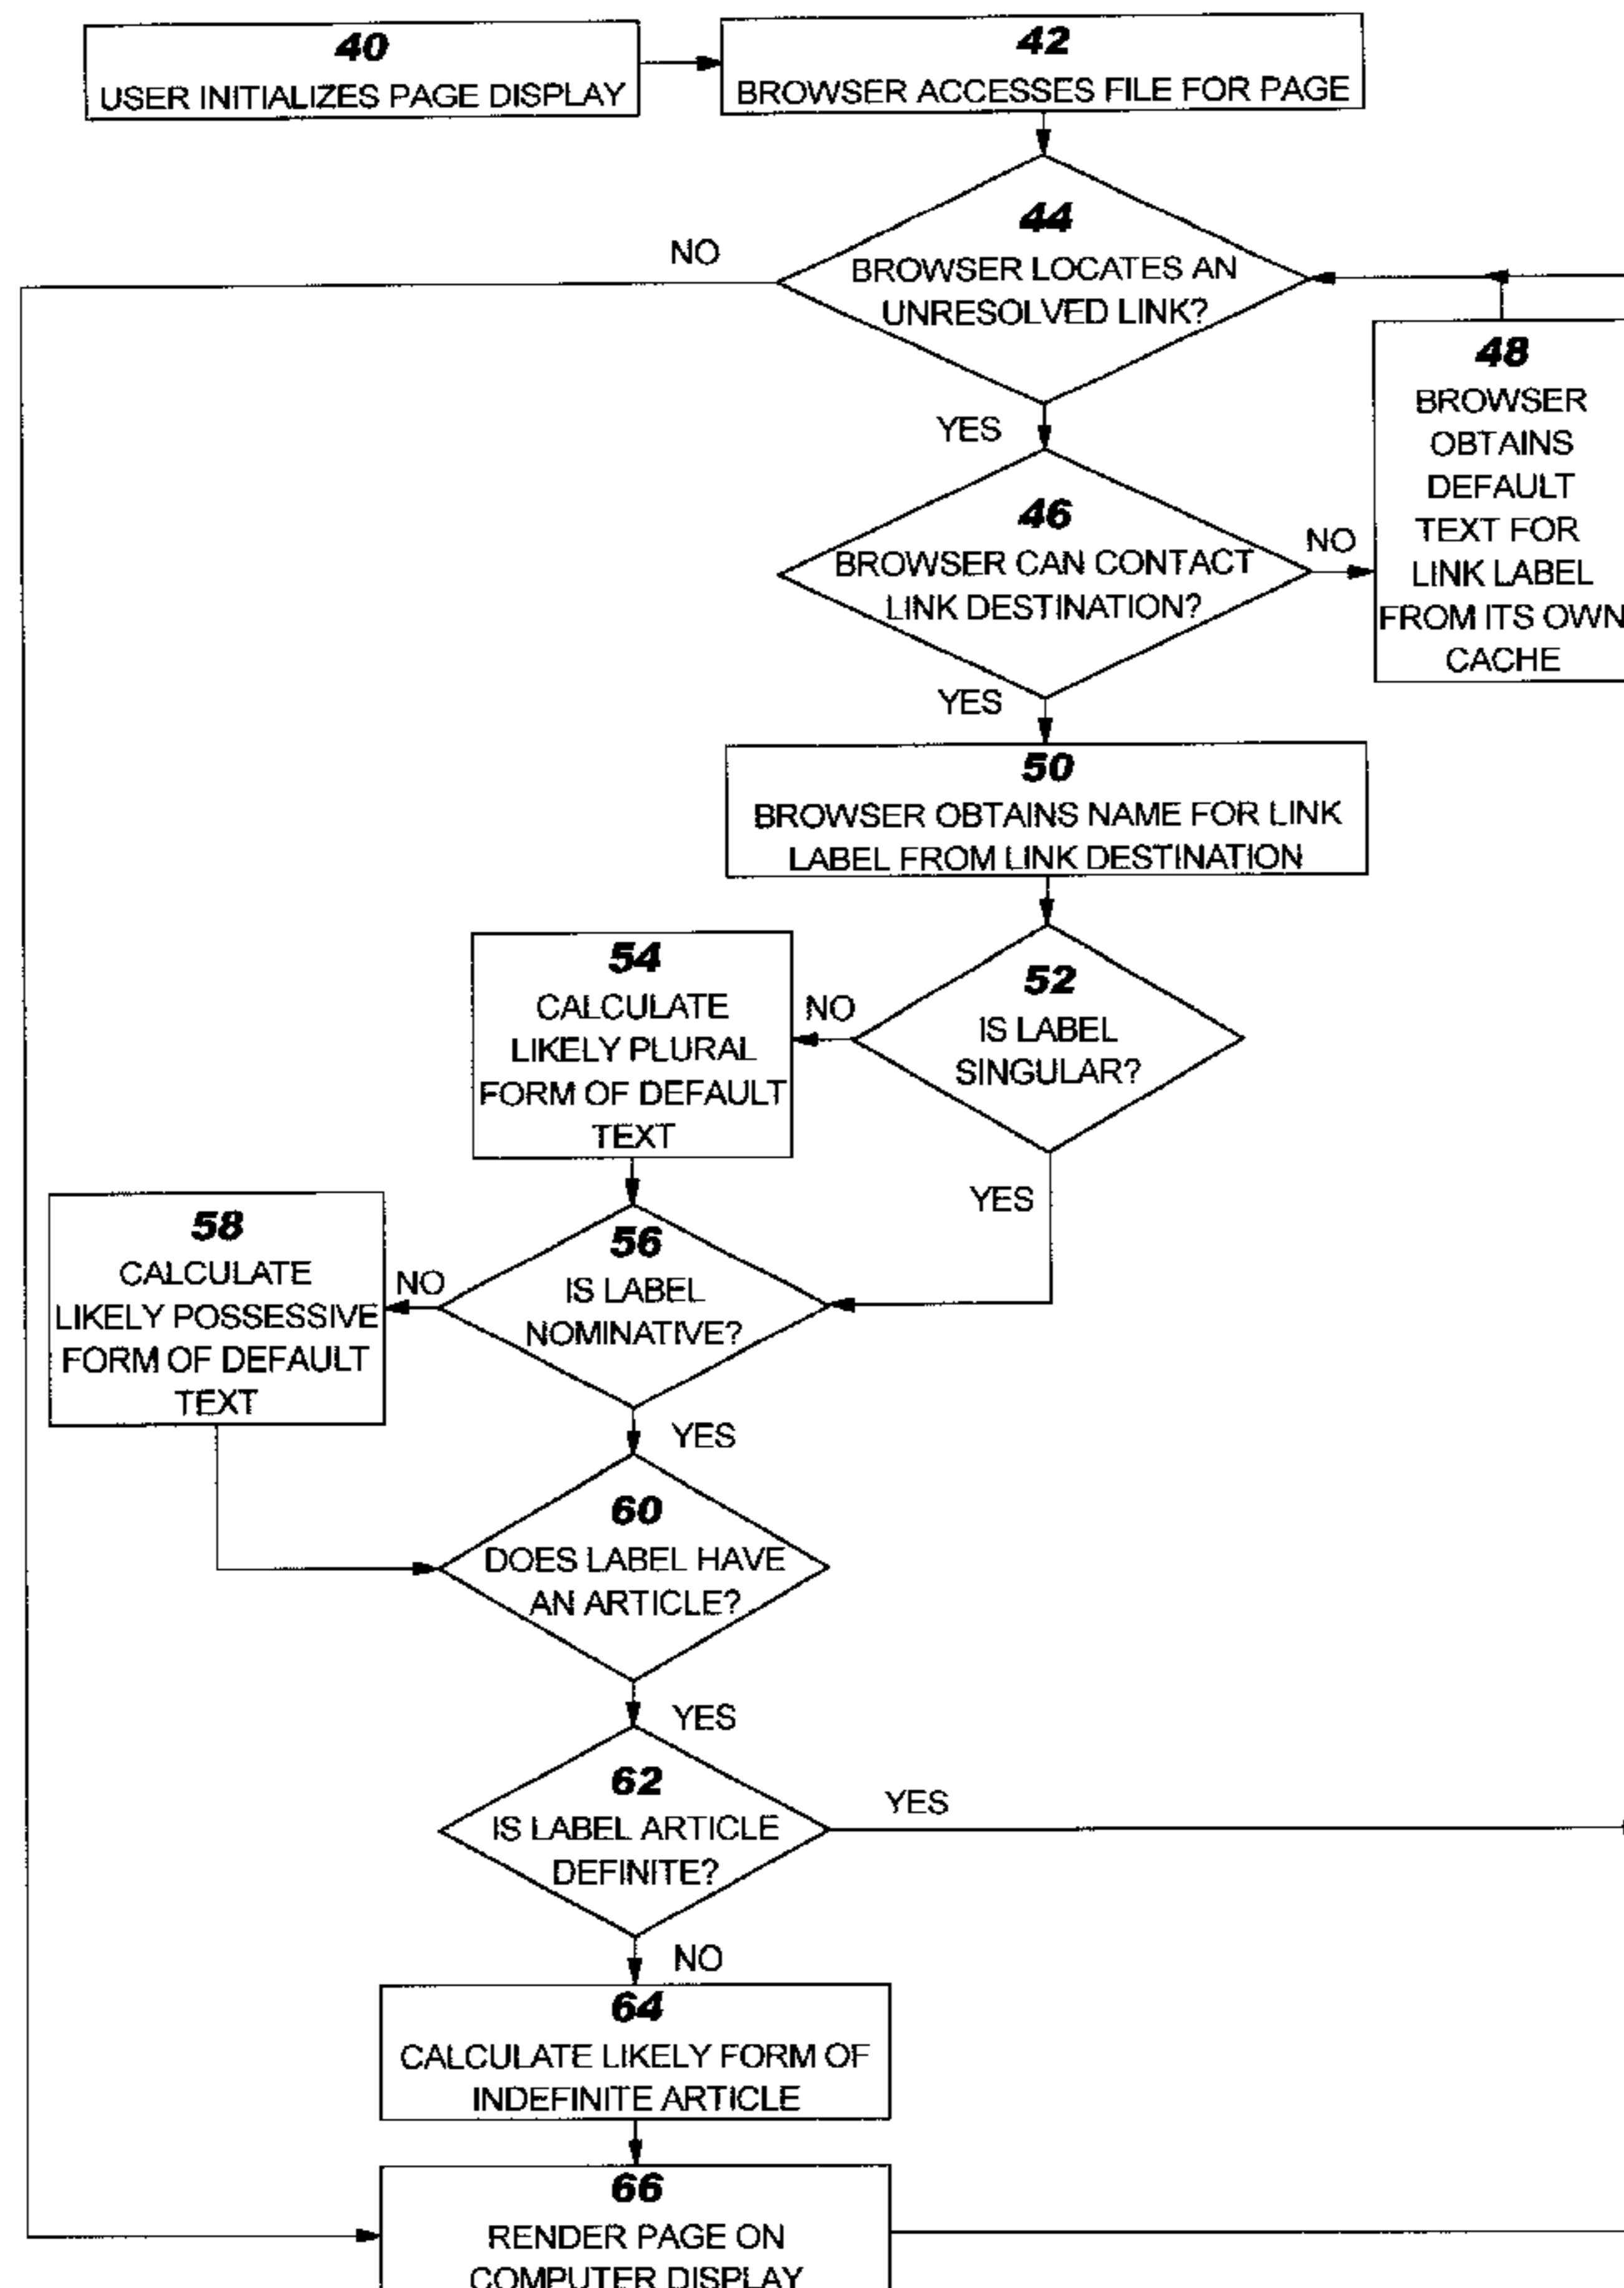 40
USER INITIALIZES PAGE DISPLAY
42
BROWSER ACCESSES FILE FOR PAGE
44
BROWSER LOCATES AN
UNRESOLVED LINK?
NO
YES
46
BROWSER CAN CONTACT
LINK DESTINATION?
NO
48
BROWSER
OBTAINS
DEFAULT
TEXT FOR
LINK LABEL
FROM ITS OWN
CACHE
YES
50
BROWSER OBTAINS NAME FOR LINK
LABEL FROM LINK DESTINATION
52
IS LABEL
SINGULAR?
NO
54
CALCULATE
LIKELY PLURAL
FORM OF DEFAULT
TEXT
YES
56
IS LABEL
NOMINATIVE?
NO
58
CALCULATE
LIKELY POSSESSIVE
FORM OF DEFAULT
TEXT
YES
60
DOES LABEL HAVE
AN ARTICLE?
YES
62
IS LABEL ARTICLE
DEFINITE?
YES
NO
64
CALCULATE LIKELY FORM OF
INDEFINITE ARTICLE
66
RENDER PAGE ON
COMPUTER DISPLAY